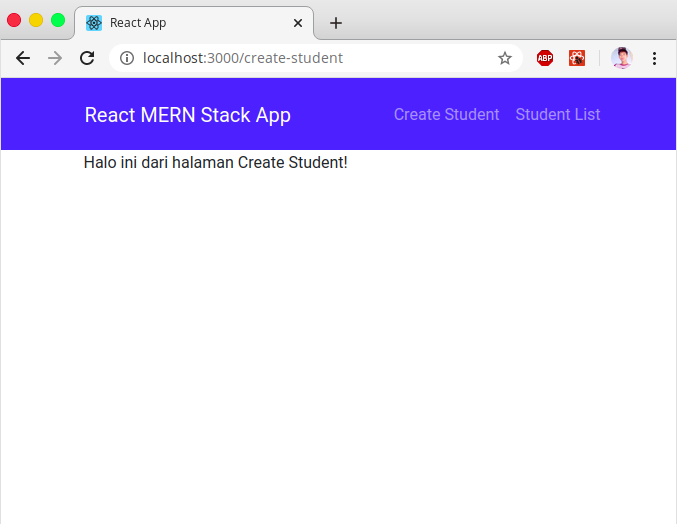 React App
localhost:3000/create-student
ABP
React MERN Stack App
Create Student
Student List
Halo ini dari halaman Create Student!